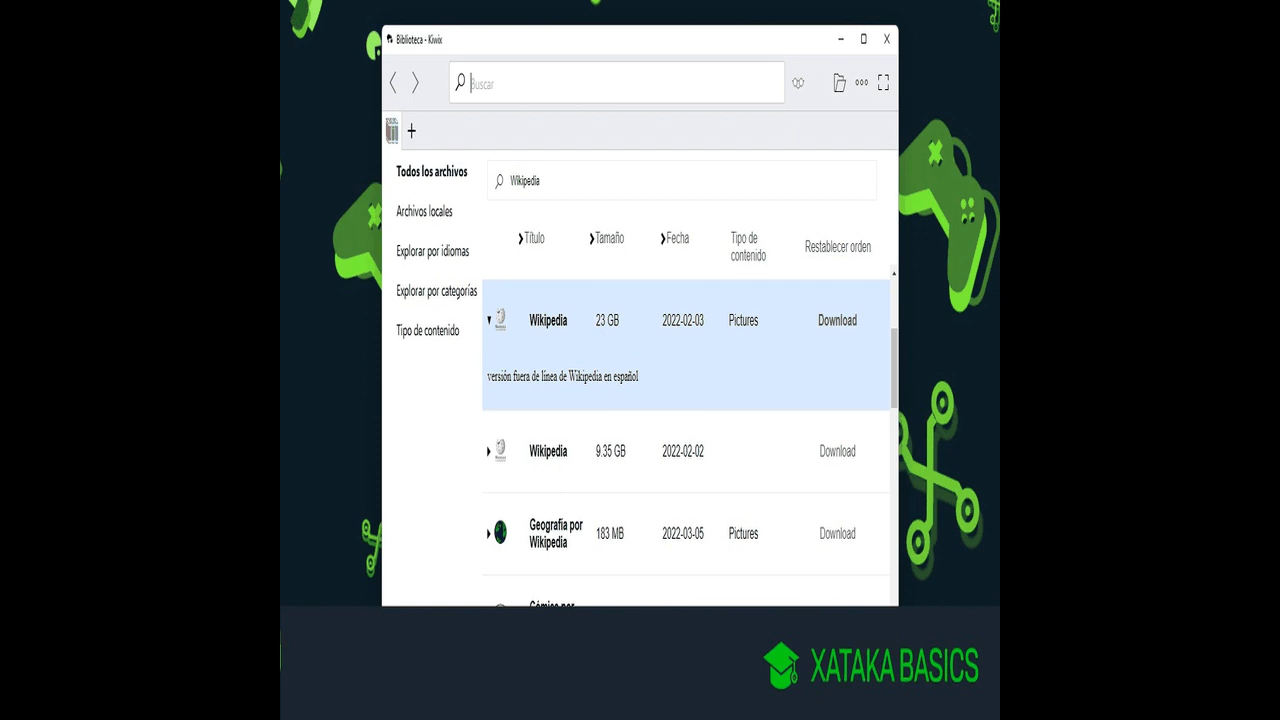 Biblioteca - Kiwix
Buscar
Todos los archivos
Archivos locales
Explorar por idiomas
Explorar por categorías
Tipo de contenido
Wikipedia
Título Tamaño Fecha Tipo de contenido Restablecer orden
Wikipedia 23 GB 2022-02-03 Pictures Download
versión fuera de línea de Wikipedia en español
Wikipedia 9.35 GB 2022-02-02 Download
Geografía por Wikipedia 183 MB 2022-03-05 Pictures Download
XATAKA BASICS